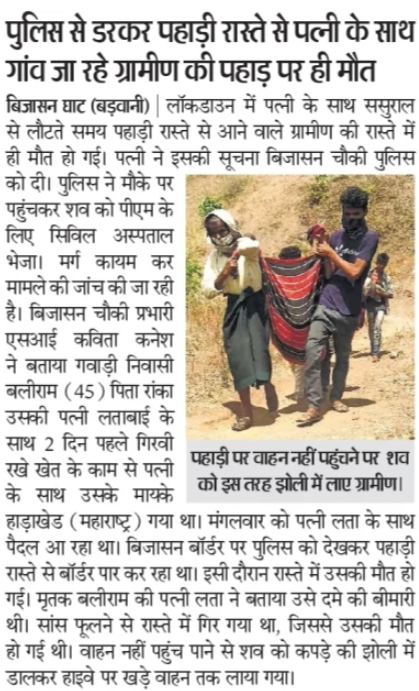 पुलिस से डरकर पहाड़ी रास्ते से पत्नी के साथ
गांव जा रहे ग्रामीण की पहाड़ पर ही मौत
बिजासन घाट (बड़वानी) | लॉकडाउन में पत्नी के साथ ससुराल
से लौटते समय पहाड़ी रास्ते से आने वाले ग्रामीण की रास्ते में
ही मौत हो गई। पत्नी ने इसकी सूचना बिजासन चौकी पुलिस
को दी। पुलिस ने मौके पर
पहुंचकर शव को पीएम के
लिए सिविल अस्पताल
भेजा। मर्ग कायम कर
मामले की जांच की जा रही
है। बिजासन चौकी प्रभारी
एसआई कविता कनेश
ने बताया गवाड़ी निवासी
बलीराम (45) पिता रांका
उसकी पत्नी लताबाई के
साथ 2 दिन पहले गिरवी
रखे खेत के काम से पत्नी
के साथ उसके मायके
हाड़ाखेड (महाराष्ट्र) गया था। मंगलवार को पत्नी लता के साथ
पैदल आ रहा था। बिजासन बॉर्डर पर पुलिस को देखकर पहाड़ी
रास्ते से बॉर्डर पार कर रहा था। इसी दौरान रास्ते में उसकी मौत हो
गई। मृतक बलीराम की पत्नी लता ने बताया उसे दमे की बीमारी
थी। सांस फूलने से रास्ते में गिर गया था, जिससे उसकी मौत
हो गई थी। वाहन नहीं पहुंच पाने से शव को कपड़े की झोली में
डालकर हाइवे पर खड़े वाहन तक लाया गया।
पहाड़ी पर वाहन नहीं पहुंचने पर शव
को इस तरह झोली में लाए ग्रामीण।